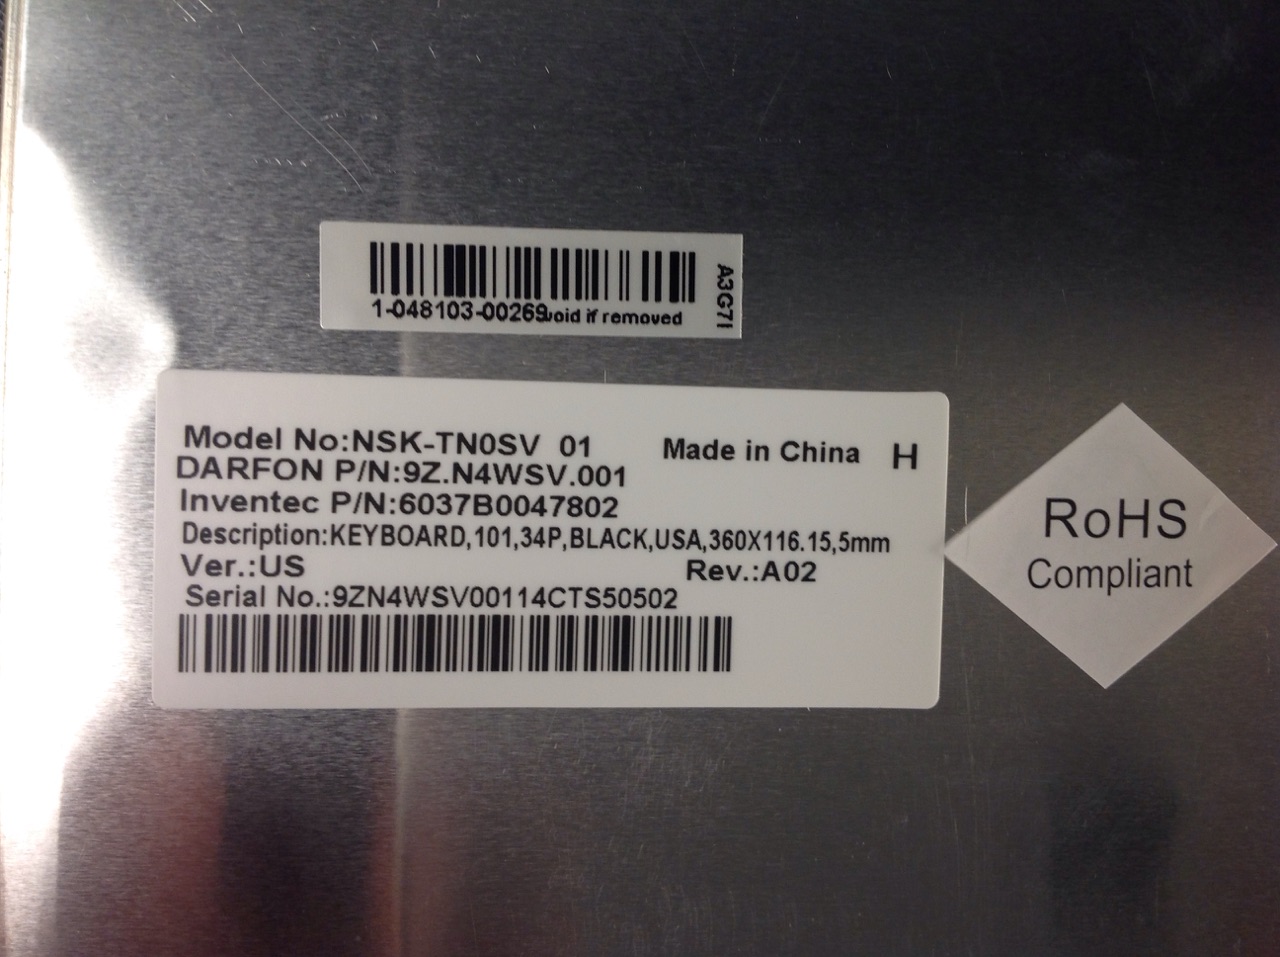 1-048103-00269 void if removed
A3G7I
Model No:NSK-TN0SV 01 Made in China H
DARFON P/N:9Z.N4WSV.001
Inventec P/N:6037B0047802
Description:KEYBOARD,101,34P,BLACK,USA,360X116.15,5mm
Ver.:US Rev.:A02
Serial No.:9ZN4WSV00114CTS50502
RoHS
Compliant